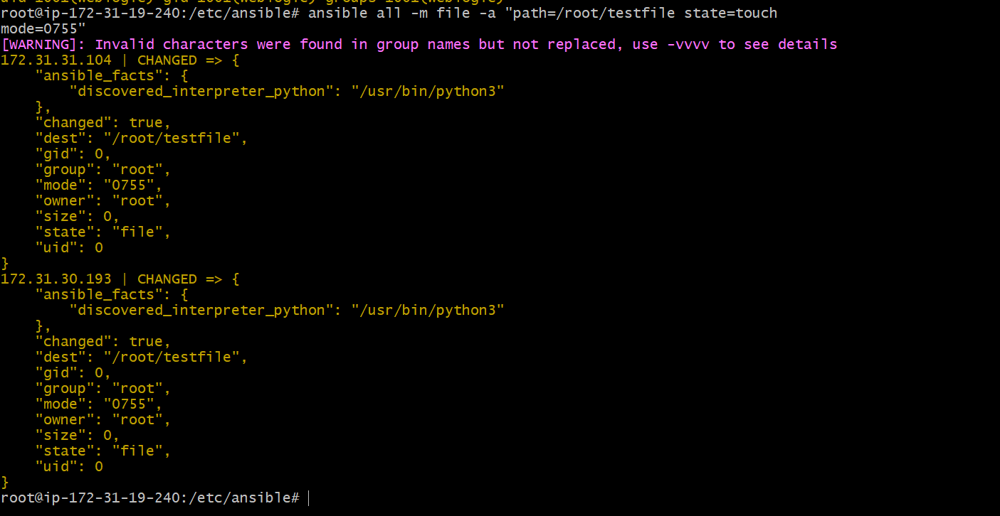 root@ip-172-31-19-240:/etc/ansible# ansible all -m file -a "path=/root/testfile state=touch
mode=0755"
[WARNING]: Invalid characters were found in group names but not replaced, use -vvvv to see details
172.31.31.104 | CHANGED => {
    "ansible_facts": {
        "discovered_interpreter_python": "/usr/bin/python3"
    },
    "changed": true,
    "dest": "/root/testfile",
    "gid": 0,
    "group": "root",
    "mode": "0755",
    "owner": "root",
    "size": 0,
    "state": "file",
    "uid": 0
}
172.31.30.193 | CHANGED => {
    "ansible_facts": {
        "discovered_interpreter_python": "/usr/bin/python3"
    },
    "changed": true,
    "dest": "/root/testfile",
    "gid": 0,
    "group": "root",
    "mode": "0755",
    "owner": "root",
    "size": 0,
    "state": "file",
    "uid": 0
}
root@ip-172-31-19-240:/etc/ansible#